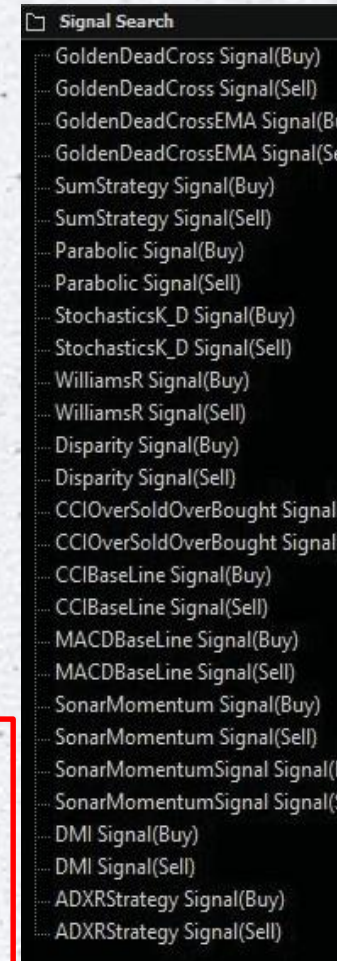 Signal Search
GoldenDeadCross Signal(Buy)
GoldenDeadCross Signal(Sell)
GoldenDeadCrossEMA Signal(Bu
GoldenDeadCrossEMA Signal(Se
SumStrategy Signal(Buy)
SumStrategy Signal(Sell)
Parabolic Signal(Buy)
Parabolic Signal(Sell)
StochasticsK_D Signal(Buy)
StochasticsK_D Signal(Sell)
WilliamsR Signal(Buy)
WilliamsR Signal(Sell)
Disparity Signal(Buy)
Disparity Signal(Sell)
CCIOverSoldOverBought Signal
CCIOverSoldOverBought Signal
CCIBaseLine Signal(Buy)
CCIBaseLine Signal(Sell)
MACDBaseLine Signal(Buy)
MACDBaseLine Signal(Sell)
SonarMomentum Signal(Buy)
SonarMomentum Signal(Sell)
SonarMomentumSignal Signal(
SonarMomentumSignal Signal(
DMI Signal(Buy)
DMI Signal(Sell)
ADXRStrategy Signal(Buy)
ADXRStrategy Signal(Sell)